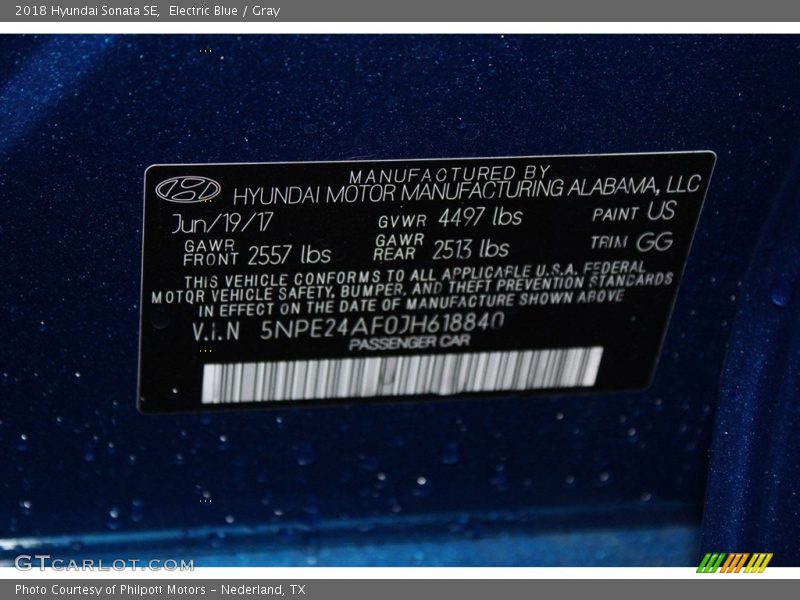 2018 Hyundai Sonata SE,  Electric Blue / Gray
MANUFACTURED BY
HYUNDAI MOTOR MANUFACTURING ALABAMA, LLC
Jun/19/17 GVWR 4497 lbs PAINT US
GAWR FRONT 2557 lbs GAWR REAR 2513 lbs TRIM GG
THIS VEHICLE CONFORMS TO ALL APPLICABLE U.S.A. FEDERAL
MOTOR VEHICLE SAFETY, BUMPER, AND THEFT PREVENTION STANDARDS
IN EFFECT ON THE DATE OF MANUFACTURE SHOWN ABOVE
V.I.N 5NPE24AF0JH618840
PASSENGER CAR
GTCARLOT.COM
Photo Courtesy of Philpott Motors - Nederland, TX